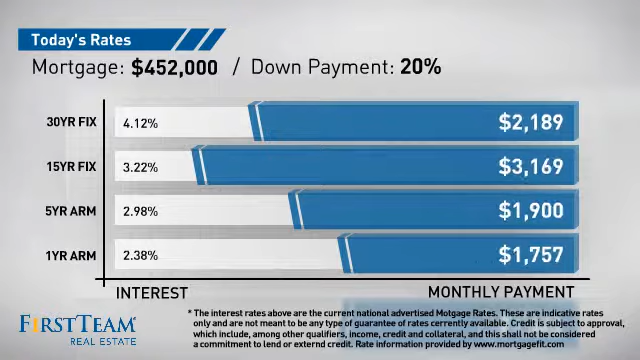 Today's Rates
Mortgage: $452,000 / Down Payment: 20%
30YR FIX 4.12% $2,189
15YR FIX 3.22% $3,169
5YR ARM 2.98% $1,900
1YR ARM 2.38% $1,757
INTEREST MONTHLY PAYMENT
FIRSTTEAM®
REAL ESTATE
* The interest rates above are the current national advertised Motgage Rates. These are indicative rates
only and are not meant to be any type of guarantee of rates cerrently available. Credit is subject to approval,
which include, among other qualifiers, income, credit and collateral, and this shall not be considered
a commitment to lend or externd credit. Rate information provided by www.mortgagefit.com